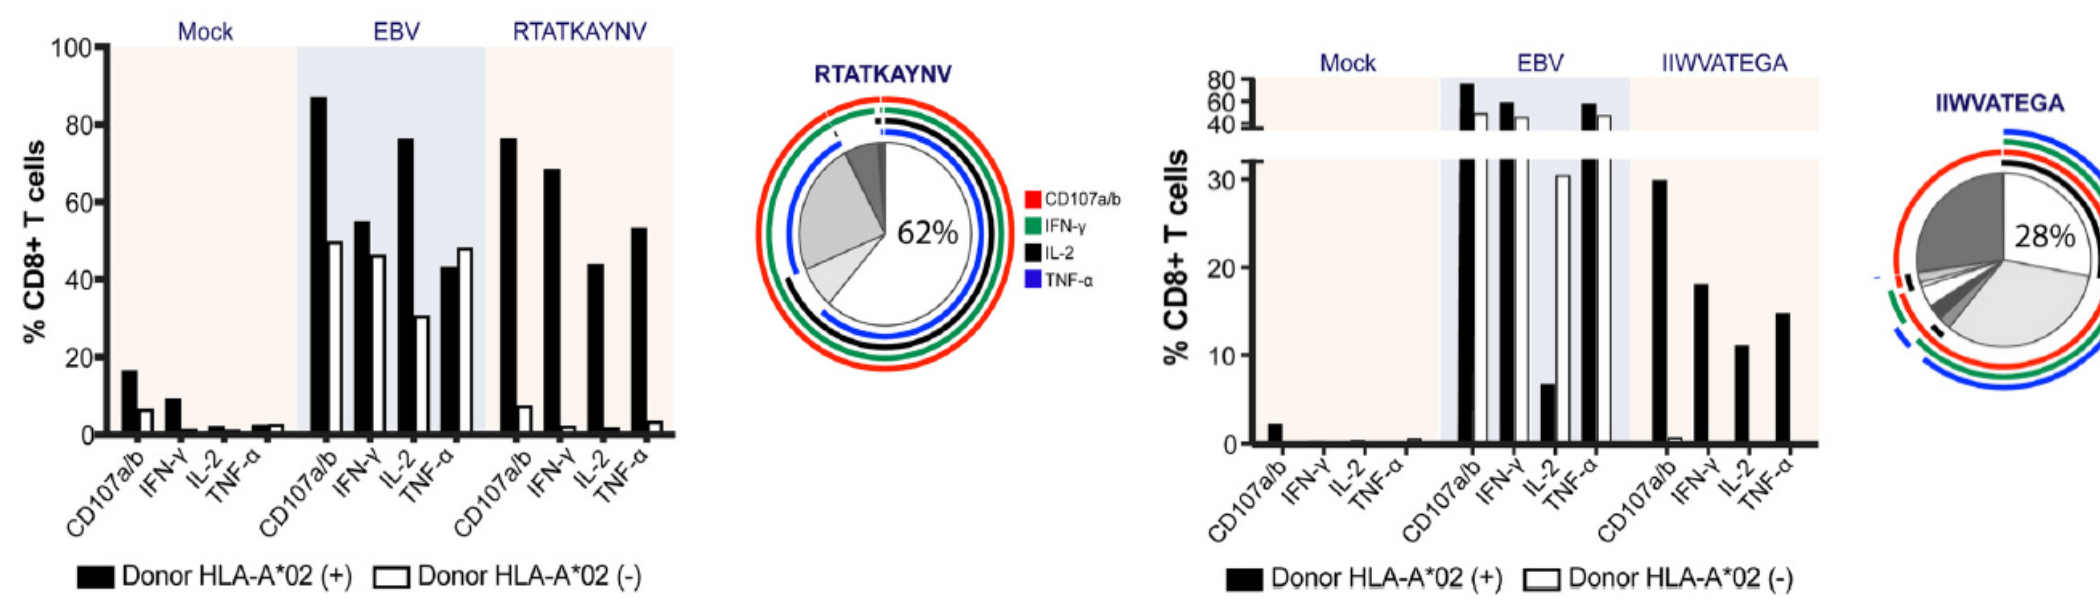 Mock EBV RTATKAYNV
100
80
60
40
20
0
% CD8+ T cells
CD107a/b IFN-γ IL-2 TNF-α CD107a/b IFN-γ IL-2 TNF-α CD107a/b IFN-γ IL-2 TNF-α
Donor HLA-A*02 (+) Donor HLA-A*02 (-)
RTATKAYNV
62%
CD107a/b
IFN-γ
IL-2
TNF-α
Mock EBV IIWVATEGA
80
60
40
30
20
10
0
% CD8+ T cells
CD107a/b IFN-γ IL-2 TNF-α CD107a/b IFN-γ IL-2 TNF-α CD107a/b IFN-γ IL-2 TNF-α
Donor HLA-A*02 (+) Donor HLA-A*02 (-)
IIWVATEGA
28%